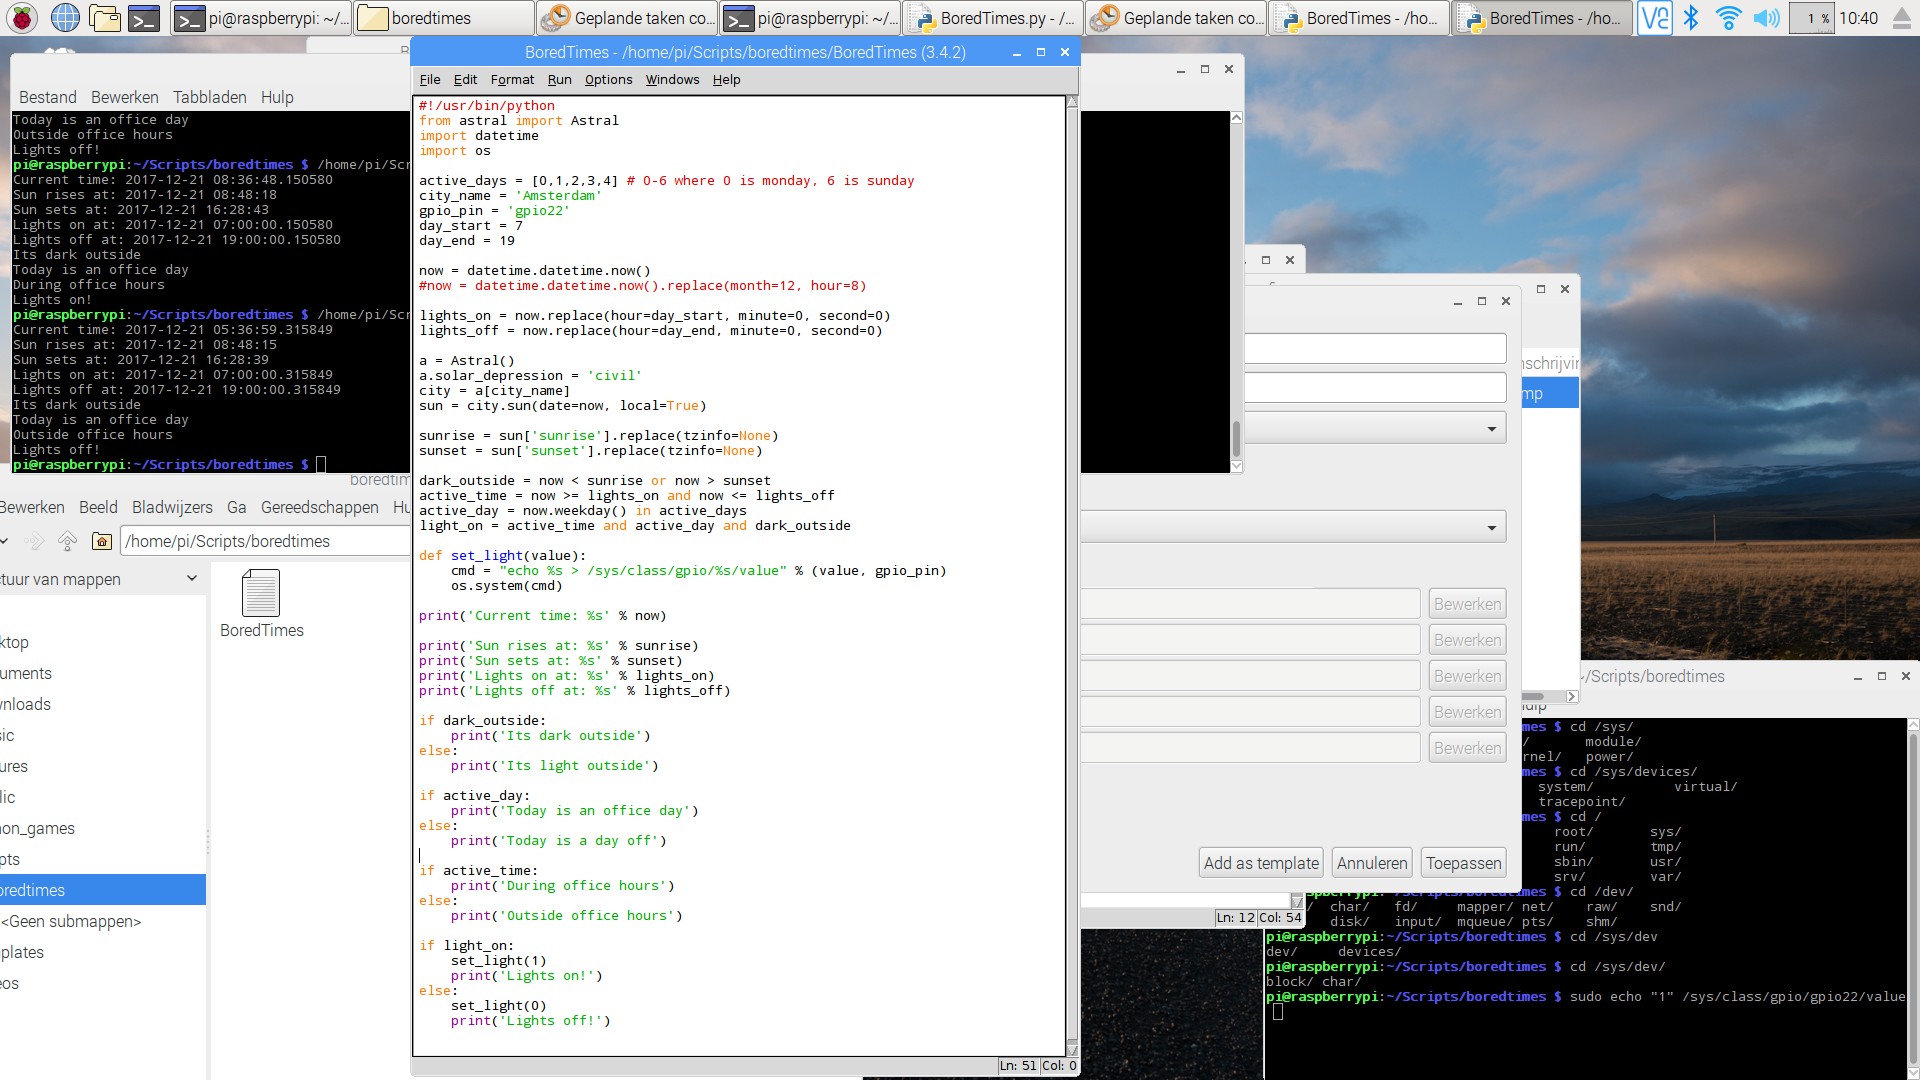 pi@raspberrypi: ~/...
boredtimes
Geplande taken co...
pi@raspberrypi: ~/...
BoredTimes.py - /...
Geplande taken co...
BoredTimes - /ho...
BoredTimes - /ho...
1 %
10:40
BoredTimes - /home/pi/Scripts/boredtimes/BoredTimes (3.4.2)
File Edit Format Run Options Windows Help
#!/usr/bin/python
from astral import Astral
import datetime
import os
active_days = [0,1,2,3,4] # 0-6 where 0 is monday, 6 is sunday
city_name = 'Amsterdam'
gpio_pin = 'gpio22'
day_start = 7
day_end = 19
now = datetime.datetime.now()
#now = datetime.datetime.now().replace(month=12, hour=8)
lights_on = now.replace(hour=day_start, minute=0, second=0)
lights_off = now.replace(hour=day_end, minute=0, second=0)
a = Astral()
a.solar_depression = 'civil'
city = a[city_name]
sun = city.sun(date=now, local=True)
sunrise = sun['sunrise'].replace(tzinfo=None)
sunset = sun['sunset'].replace(tzinfo=None)
dark_outside = now < sunrise or now > sunset
active_time = now >= lights_on and now <= lights_off
active_day = now.weekday() in active_days
light_on = active_time and active_day and dark_outside
def set_light(value):
    cmd = "echo %s > /sys/class/gpio/%s/value" % (value, gpio_pin)
    os.system(cmd)
print('Current time: %s' % now)
print('Sun rises at: %s' % sunrise)
print('Sun sets at: %s' % sunset)
print('Lights on at: %s' % lights_on)
print('Lights off at: %s' % lights_off)
if dark_outside:
    print('Its dark outside')
else:
    print('Its light outside')
if active_day:
    print('Today is an office day')
else:
    print('Today is a day off')
if active_time:
    print('During office hours')
else:
    print('Outside office hours')
if light_on:
    set_light(1)
    print('Lights on!')
else:
    set_light(0)
    print('Lights off!')
Ln: 51 Col: 0
Bestand Bewerken Tabbladen Hulp
Today is an office day
Outside office hours
Lights off!
pi@raspberrypi:~/Scripts/boredtimes $ /home/pi/Scr
Current time: 2017-12-21 08:36:48.150580
Sun rises at: 2017-12-21 08:48:18
Sun sets at: 2017-12-21 16:28:43
Lights on at: 2017-12-21 07:00:00.150580
Lights off at: 2017-12-21 19:00:00.150580
Its dark outside
Today is an office day
During office hours
Lights on!
pi@raspberrypi:~/Scripts/boredtimes $ /home/pi/Scr
Current time: 2017-12-21 05:36:59.315849
Sun rises at: 2017-12-21 08:48:15
Sun sets at: 2017-12-21 16:28:39
Lights on at: 2017-12-21 07:00:00.315849
Lights off at: 2017-12-21 19:00:00.315849
Its dark outside
Today is an office day
Outside office hours
Lights off!
pi@raspberrypi:~/Scripts/boredtimes $
boredtim
Bewerken Beeld Bladwijzers Ga Gereedschappen Hu
/home/pi/Scripts/boredtimes
ctuur van mappen
ktop
uments
wnloads
sic
ures
lic
hon_games
pts
oredtimes
<Geen submappen>
nplates
eos
BoredTimes
nschrijvin
mp
Bewerken
Bewerken
Bewerken
Bewerken
Bewerken
Add as template Annuleren Toepassen
Ln: 12 Col: 54
~/Scripts/boredtimes
ulp
mes $ cd /sys/
/ module/
rnel/ power/
mes $ cd /sys/devices/
system/ virtual/
tracepoint/
mes $ cd /
root/ sys/
run/ tmp/
sbin/ usr/
srv/ var/
pberrypi:~/Scripts/boredtimes $ cd /dev/
/ char/ fd/ mapper/ net/ raw/ snd/
disk/ input/ mqueue/ pts/ shm/
pi@raspberrypi:~/Scripts/boredtimes $ cd /sys/dev
dev/ devices/
pi@raspberrypi:~/Scripts/boredtimes $ cd /sys/dev/
block/ char/
pi@raspberrypi:~/Scripts/boredtimes $ sudo echo "1" /sys/class/gpio/gpio22/value